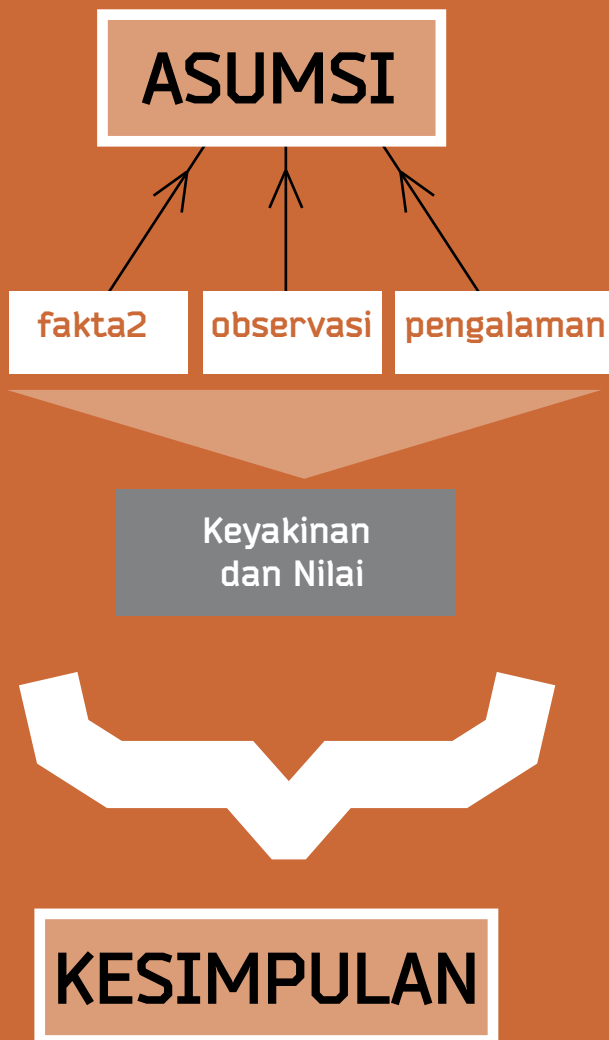 ASUMSI
fakta2
observasi
pengalaman
Keyakinan
dan Nilai
KESIMPULAN